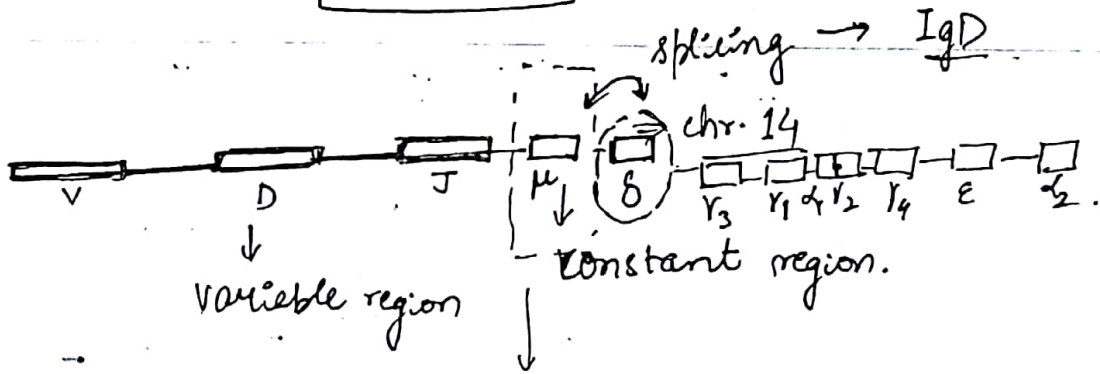 splicing → IgD
chr. 14
V D J μ δ γ3 γ1 α1 γ2 γ4 ε α2.
constant region.
variable region